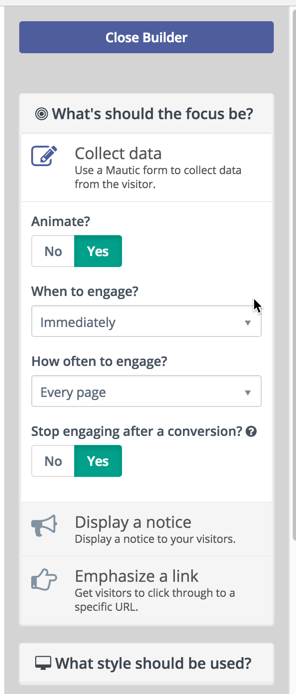 Close Builder
What's should the focus be?
Collect data
Use a Mautic form to collect data
from the visitor.
Animate?
No Yes
When to engage?
Immediately
How often to engage?
Every page
Stop engaging after a conversion?
No Yes
Display a notice
Display a notice to your visitors.
Emphasize a link
Get visitors to click through to a
specific URL.
What style should be used?